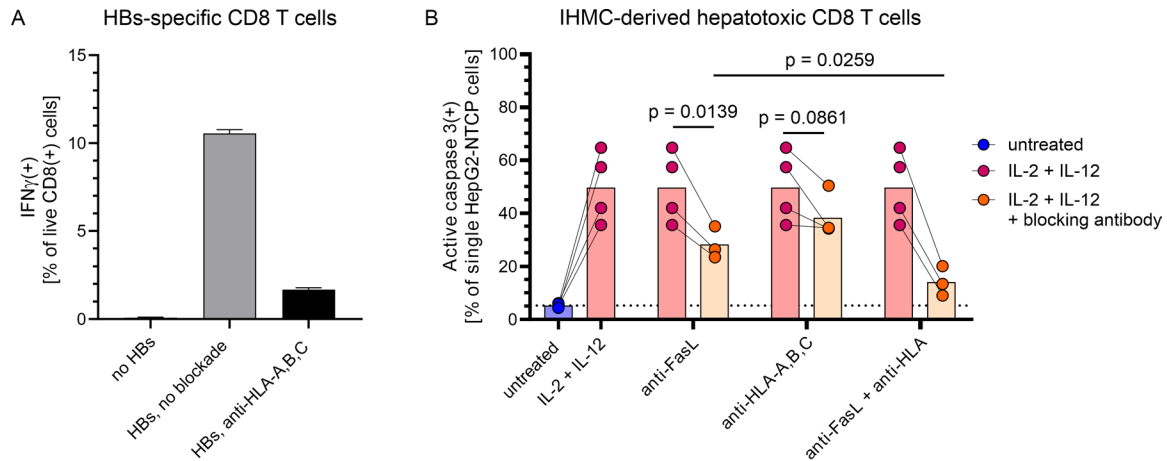 A
HBs-specific CD8 T cells
IFNγ(+)
[% of live CD8(+) cells]
15
10
5
0
no HBs
HBs, no blockade
HBs, anti-HLA-A,B,C
B
IHMC-derived hepatotoxic CD8 T cells
Active caspase 3(+)
[% of single HepG2-NTCP cells]
100
80
60
40
20
0
p = 0.0259
p = 0.0139
p = 0.0861
untreated
IL-2 + IL-12
anti-FasL
anti-HLA-A,B,C
anti-FasL + anti-HLA
untreated
IL-2 + IL-12
IL-2 + IL-12
+ blocking antibody